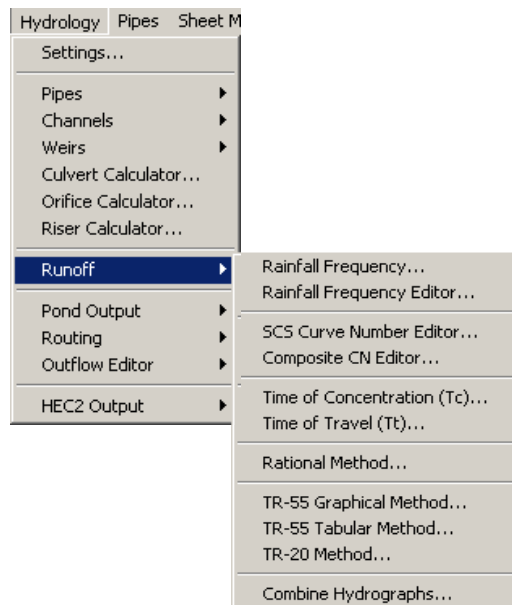 Hydrology Pipes Sheet M
Settings...
Pipes
Channels
Weirs
Culvert Calculator...
Orifice Calculator...
Riser Calculator...
Runoff
Pond Output
Routing
Outflow Editor
HEC2 Output
Rainfall Frequency...
Rainfall Frequency Editor...
SCS Curve Number Editor...
Composite CN Editor...
Time of Concentration (Tc)...
Time of Travel (Tt)...
Rational Method...
TR-55 Graphical Method...
TR-55 Tabular Method...
TR-20 Method...
Combine Hydrographs...